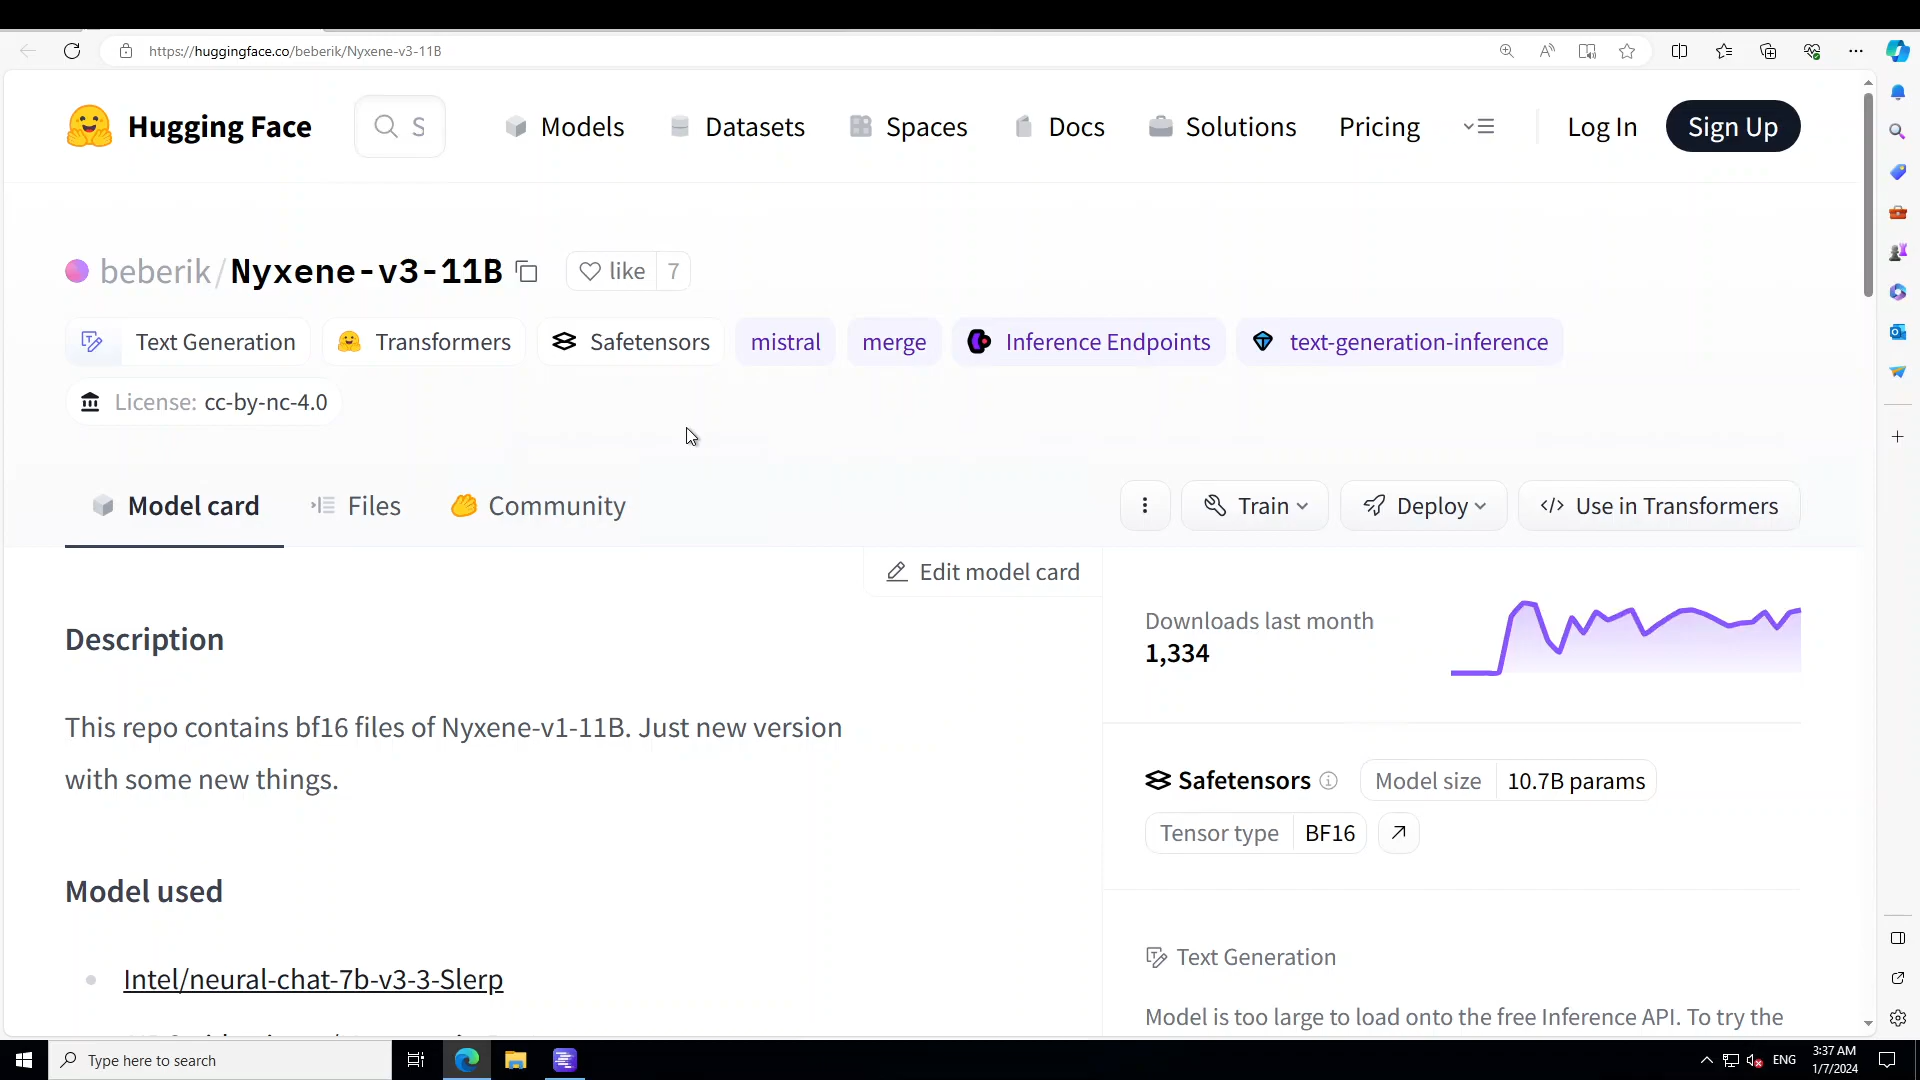 https://huggingface.co/beberik/Nyxene-v3-11B
Hugging Face
S
Models
Datasets
Spaces
Docs
Solutions
Pricing
Log In
Sign Up
beberik/Nyxene-v3-11B
like 7
Text Generation
Transformers
Safetensors
mistral
merge
Inference Endpoints
text-generation-inference
License: cc-by-nc-4.0
Model card
Files
Community
Train
Deploy
</> Use in Transformers
Edit model card
Description
This repo contains bf16 files of Nyxene-v1-11B. Just new version
with some new things.
Model used
Intel/neural-chat-7b-v3-3-Slerp
Downloads last month
1,334
Safetensors
Model size 10.7B params
Tensor type BF16
Text Generation
Model is too large to load onto the free Inference API. To try the
Type here to search
ENG
3:37 AM
1/7/2024